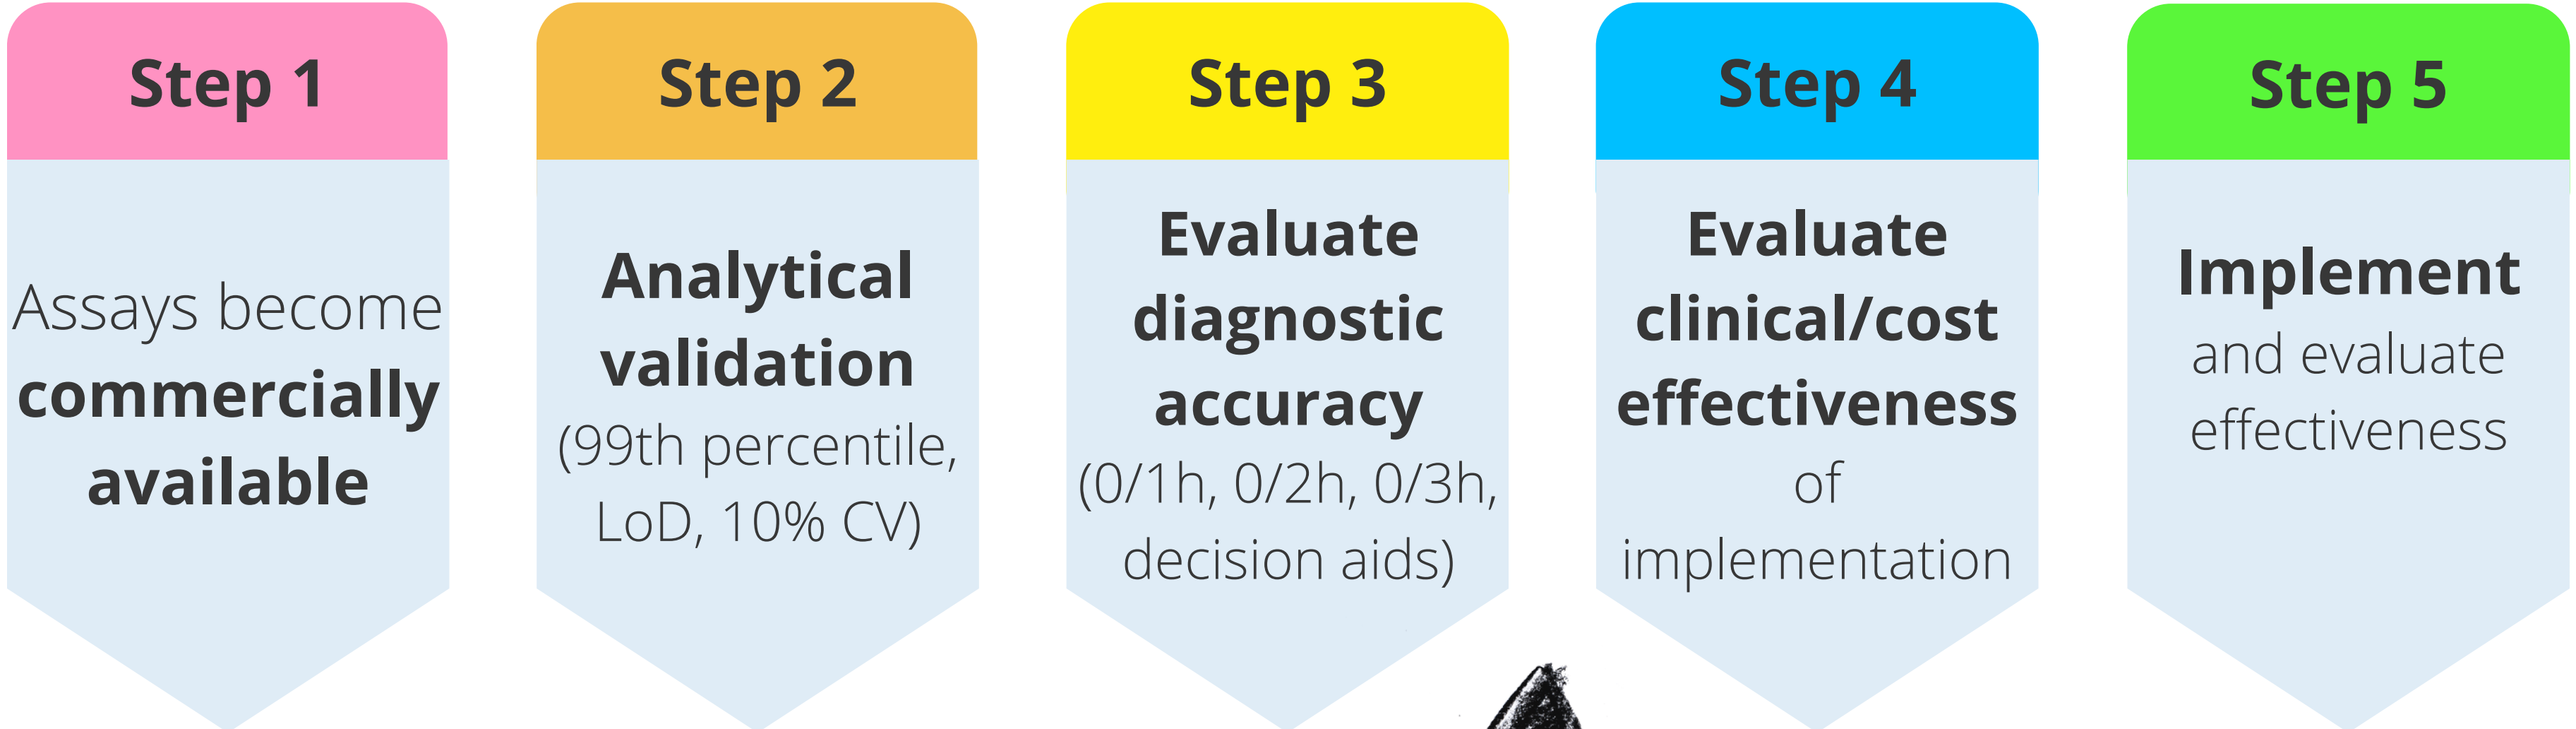 Step 1
Assays become
commercially
available
Step 2
Analytical
validation
(99th percentile,
LoD, 10% CV)
Step 3
Evaluate
diagnostic
accuracy
(0/1h, 0/2h, 0/3h,
decision aids)
Step 4
Evaluate
clinical/cost
effectiveness
of
implementation
Step 5
Implement
and evaluate
effectiveness